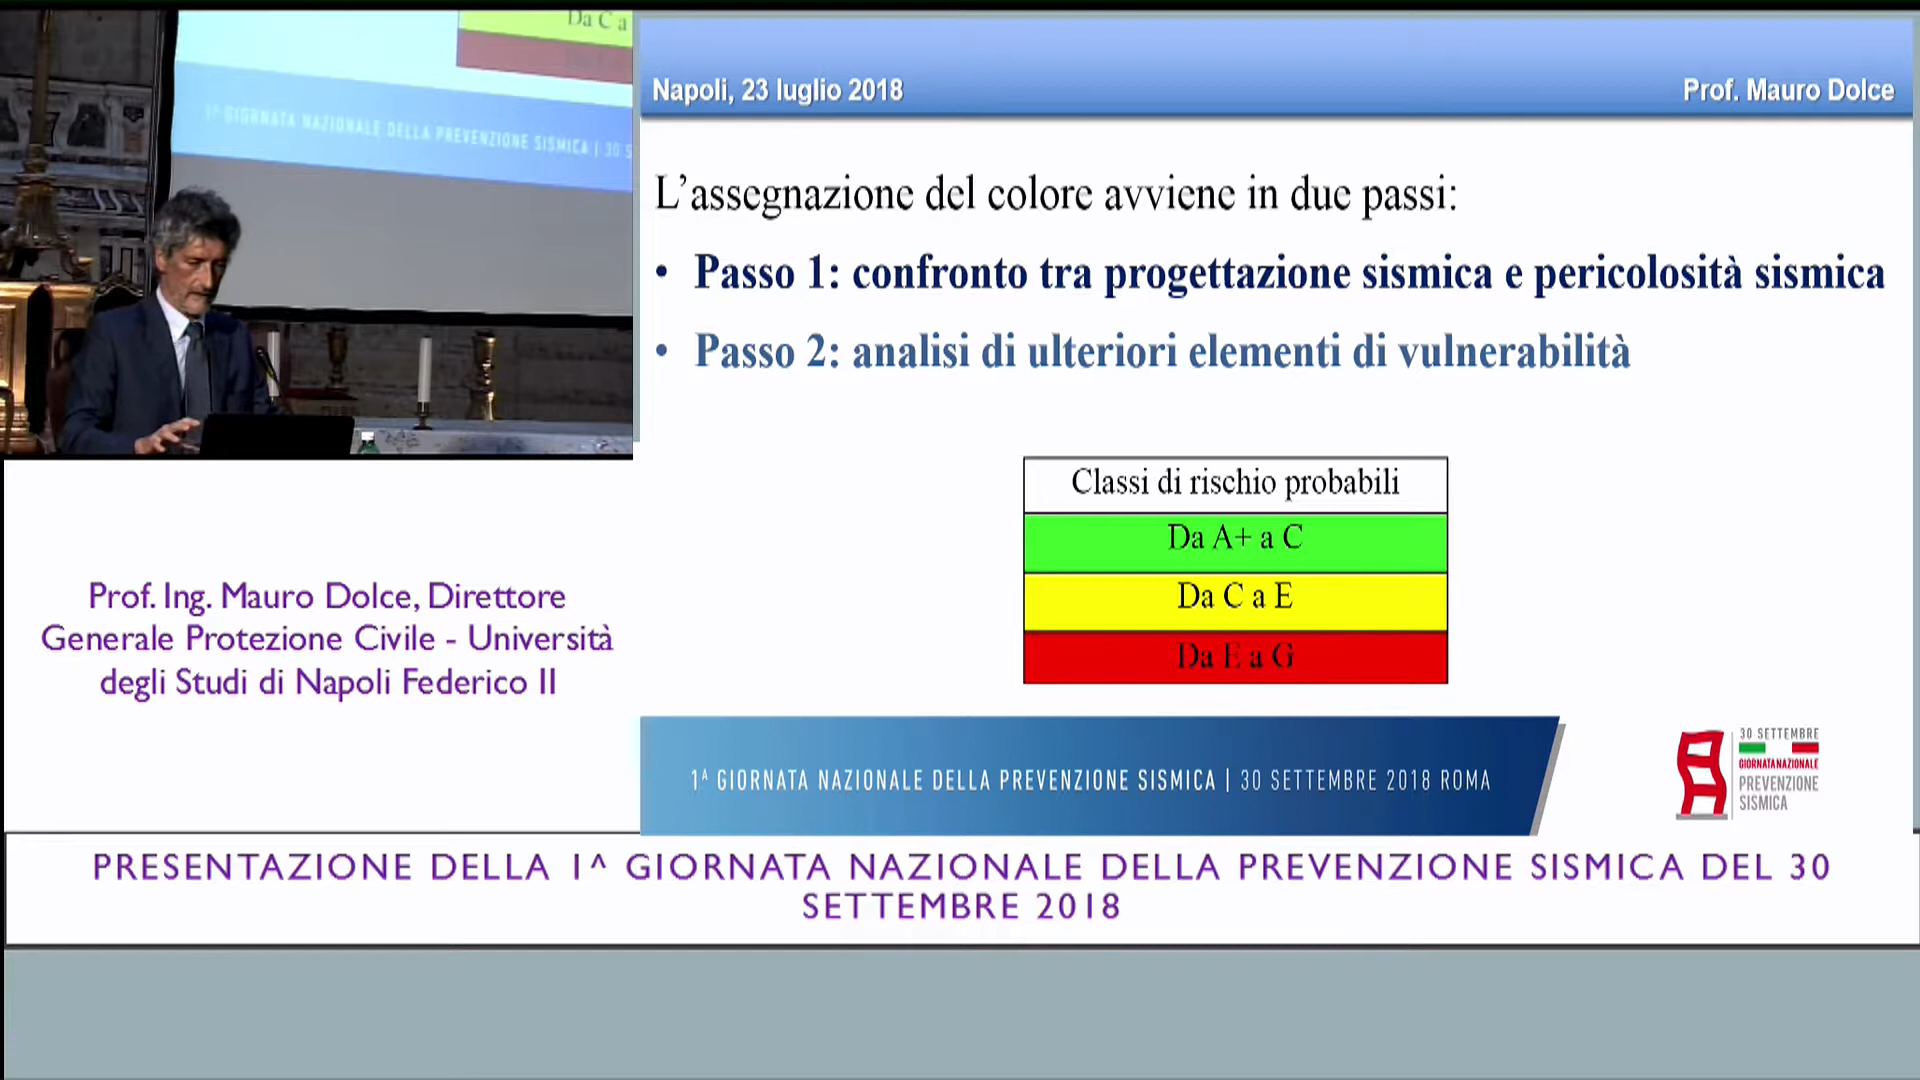 Da C a
1ª GIORNATA NAZIONALE DELLA PREVENZIONE SISMICA | 30 S
Napoli, 23 luglio 2018
Prof. Mauro Dolce
L’assegnazione del colore avviene in due passi:
• Passo 1: confronto tra progettazione sismica e pericolosità sismica
• Passo 2: analisi di ulteriori elementi di vulnerabilità
Classi di rischio probabili
Da A+ a C
Da C a E
Da E a G
Prof. Ing. Mauro Dolce, Direttore
Generale Protezione Civile - Università
degli Studi di Napoli Federico II
1ᴬ GIORNATA NAZIONALE DELLA PREVENZIONE SISMICA | 30 SETTEMBRE 2018 ROMA
30 SETTEMBRE
GIORNATA NAZIONALE
PREVENZIONE
SISMICA
PRESENTAZIONE DELLA 1^ GIORNATA NAZIONALE DELLA PREVENZIONE SISMICA DEL 30
SETTEMBRE 2018